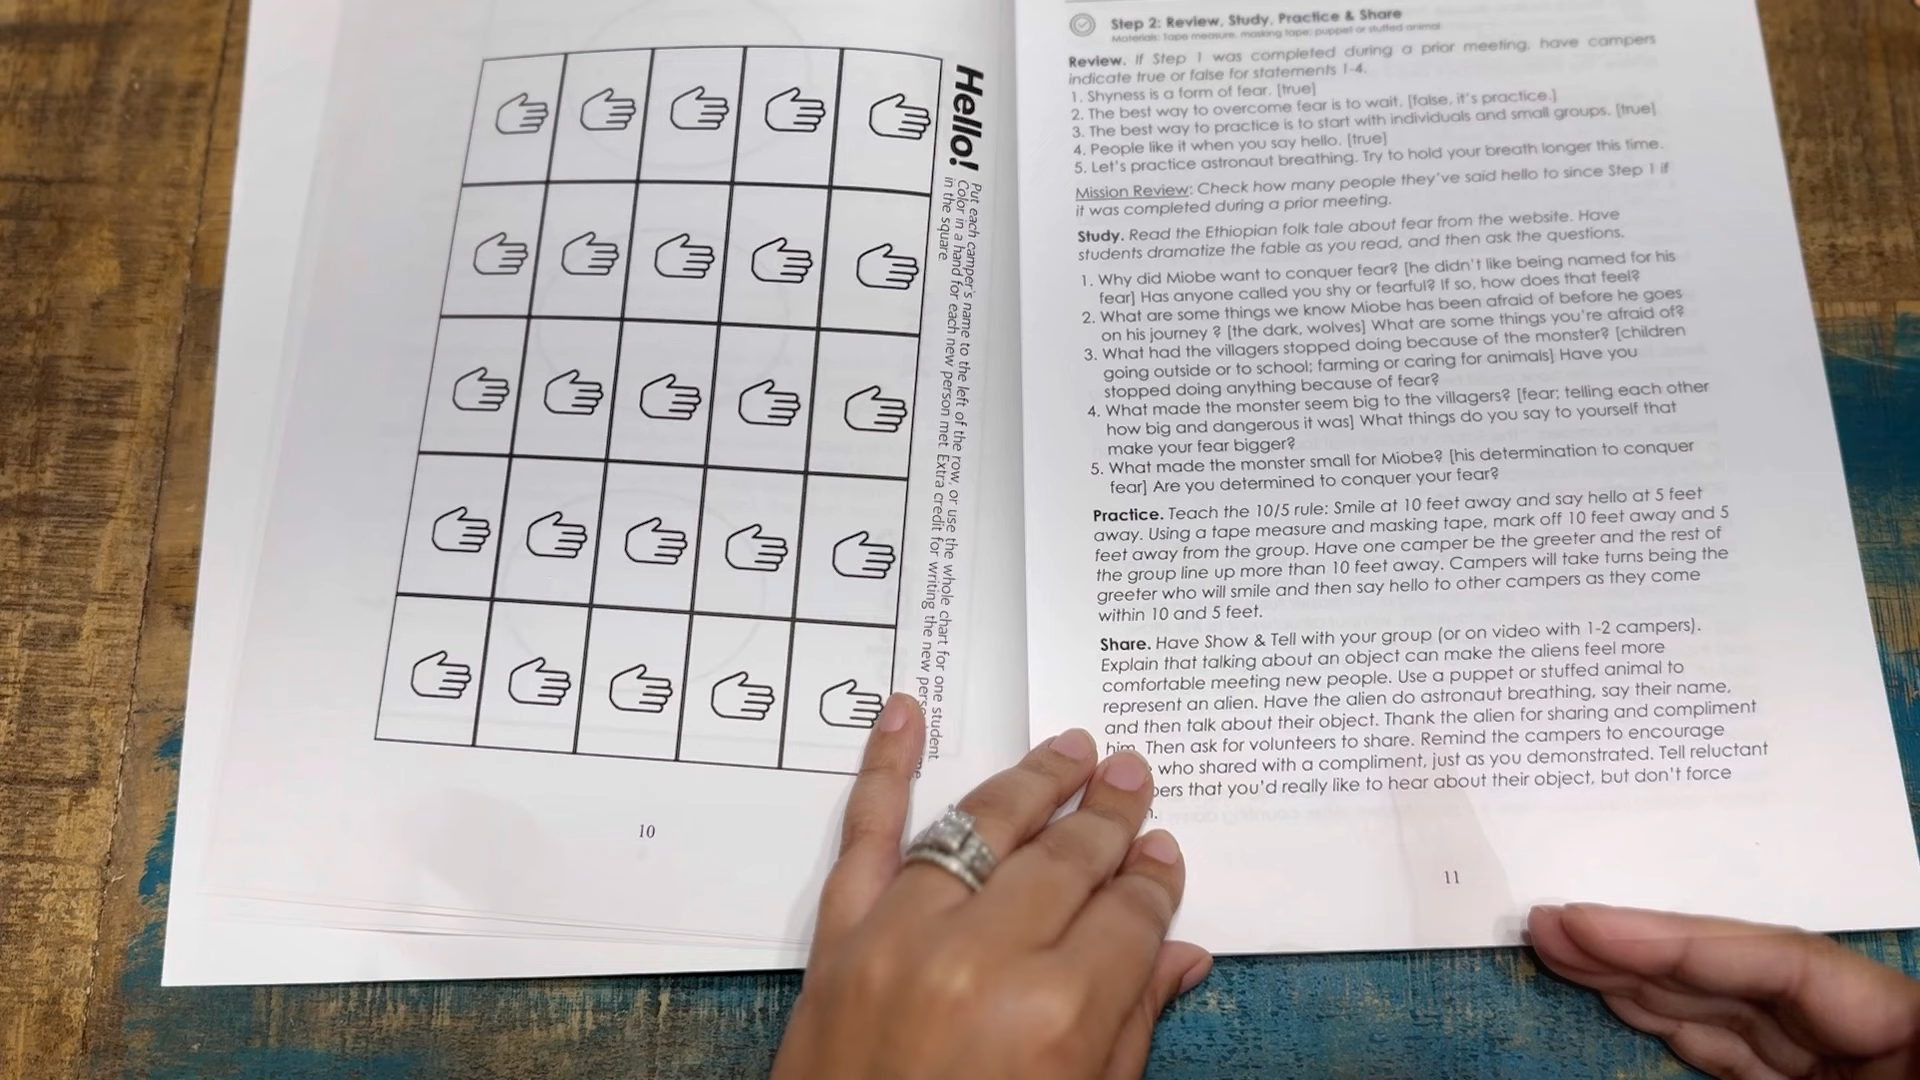 Hello!
Put each camper's name to the left of the row, or use the whole chart for one student
Color in a hand for each new person met. Extra credit for writing the new
in the square.
10
Step 2: Review, Study, Practice & Share
Materials: tape measure, masking tape; puppet or stuffed animal
Review. If Step 1 was completed during a prior meeting, have campers
indicate true or false for statements 1-4.
1. Shyness is a form of fear. [true]
2. The best way to overcome fear is to wait. [false, it's practice.]
3. The best way to practice is to start with individuals and small groups. [true]
4. People like it when you say hello. [true]
5. Let's practice astronaut breathing. Try to hold your breath longer this time.
Mission Review: Check how many people they've said hello to since Step 1 if
it was completed during a prior meeting.
Study. Read the Ethiopian folk tale about fear from the website. Have
students dramatize the fable as you read, and then ask the questions.
1. Why did Miobe want to conquer fear? [he didn't like being named for his
fear] Has anyone called you shy or fearful? If so, how does that feel?
2. What are some things we know Miobe has been afraid of before he goes
on his journey ? [the dark, wolves] What are some things you're afraid of?
3. What had the villagers stopped doing because of the monster? [children
going outside or to school; farming or caring for animals] Have you
stopped doing anything because of fear?
4. What made the monster seem big to the villagers? [fear; telling each other
how big and dangerous it was] What things do you say to yourself that
make your fear bigger?
5. What made the monster small for Miobe? [his determination to conquer
fear] Are you determined to conquer your fear?
Practice. Teach the 10/5 rule: Smile at 10 feet away and say hello at 5 feet
away. Using a tape measure and masking tape, mark off 10 feet away and 5
feet away from the group. Have one camper be the greeter and the rest of
the group line up more than 10 feet away. Campers will take turns being the
greeter who will smile and then say hello to other campers as they come
within 10 and 5 feet.
Share. Have Show & Tell with your group (or on video with 1-2 campers).
Explain that talking about an object can make the aliens feel more
comfortable meeting new people. Use a puppet or stuffed animal to
represent an alien. Have the alien do astronaut breathing, say their name,
and then talk about their object. Thank the alien for sharing and compliment
him. Then ask for volunteers to share. Remind the campers to encourage
who shared with a compliment, just as you demonstrated. Tell reluctant
that you'd really like to hear about their object, but don't force
11